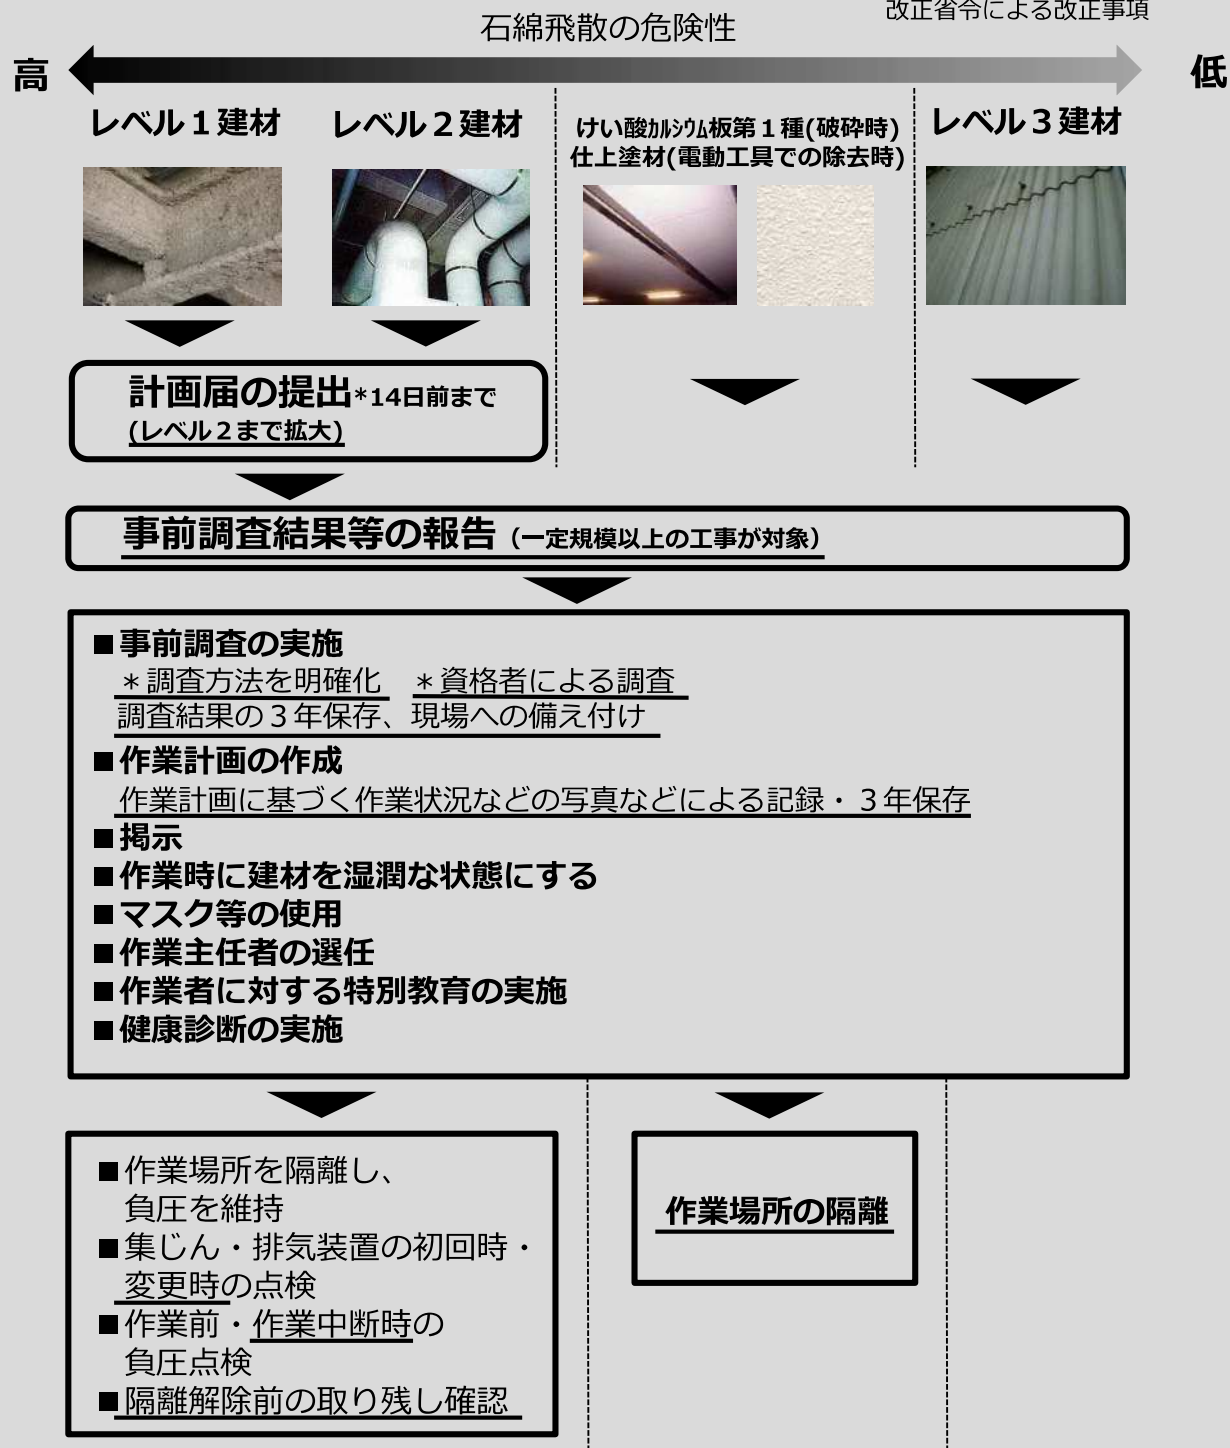 改正省令による改正事項
石綿飛散の危険性
高
低
レベル１建材
レベル２建材
けい酸ｶﾙｼｳﾑ板第１種(破砕時)
仕上塗材(電動工具での除去時)
レベル３建材
計画届の提出*14日前まで
(レベル２まで拡大)
事前調査結果等の報告（一定規模以上の工事が対象）
■事前調査の実施
＊調査方法を明確化　＊資格者による調査
調査結果の３年保存、現場への備え付け
■作業計画の作成
作業計画に基づく作業状況などの写真などによる記録・３年保存
■掲示
■作業時に建材を湿潤な状態にする
■マスク等の使用
■作業主任者の選任
■作業者に対する特別教育の実施
■健康診断の実施
■作業場所を隔離し、
負圧を維持
■集じん・排気装置の初回時・
変更時の点検
■作業前・作業中断時の
負圧点検
■隔離解除前の取り残し確認
作業場所の隔離